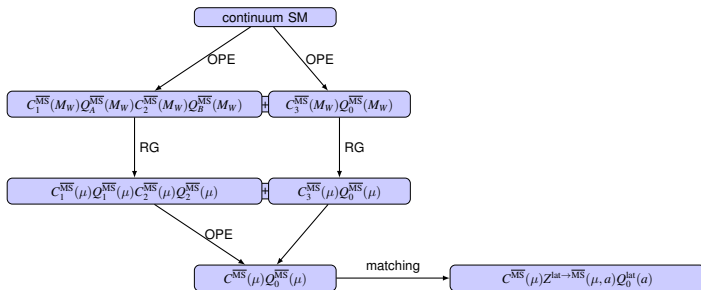 continuum SM
OPE OPE
$C_1^{\overline{MS}}(M_W)Q_A^{\overline{MS}}(M_W)C_2^{\overline{MS}}(M_W)Q_B^{\overline{MS}}(M_W)$ + $C_3^{\overline{MS}}(M_W)Q_0^{\overline{MS}}(M_W)$
RG RG
$C_1^{\overline{MS}}(\mu)Q_1^{\overline{MS}}(\mu)C_2^{\overline{MS}}(\mu)Q_2^{\overline{MS}}(\mu)$ + $C_3^{\overline{MS}}(\mu)Q_0^{\overline{MS}}(\mu)$
OPE
$C^{\overline{MS}}(\mu)Q_0^{\overline{MS}}(\mu)$ matching $C^{\overline{MS}}(\mu)Z^{lat\to\overline{MS}}(\mu,a)Q_0^{lat}(a)$